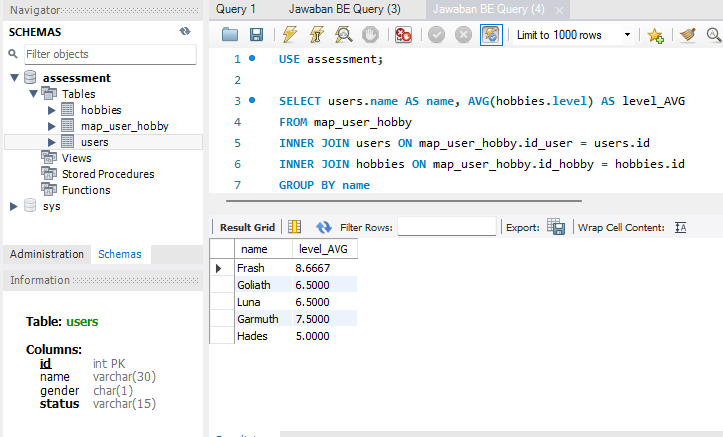 Navigator
SCHEMAS
Filter objects
assessment
Tables
hobbies
map_user_hobby
users
Views
Stored Procedures
Functions
sys
Administration Schemas
Information
Table: users
Columns:
id int PK
name varchar(30)
gender char(1)
status varchar(15)
Query 1 Jawaban BE Query (3) Jawaban BE Query (4)
Limit to 1000 rows
1 USE assessment;
2
3 SELECT users.name AS name, AVG(hobbies.level) AS level_AVG
4 FROM map_user_hobby
5 INNER JOIN users ON map_user_hobby.id_user = users.id
6 INNER JOIN hobbies ON map_user_hobby.id_hobby = hobbies.id
7 GROUP BY name
Result Grid Filter Rows: Export: Wrap Cell Content:
name level_AVG
Frash 8.6667
Goliath 6.5000
Luna 6.5000
Garmuth 7.5000
Hades 5.0000